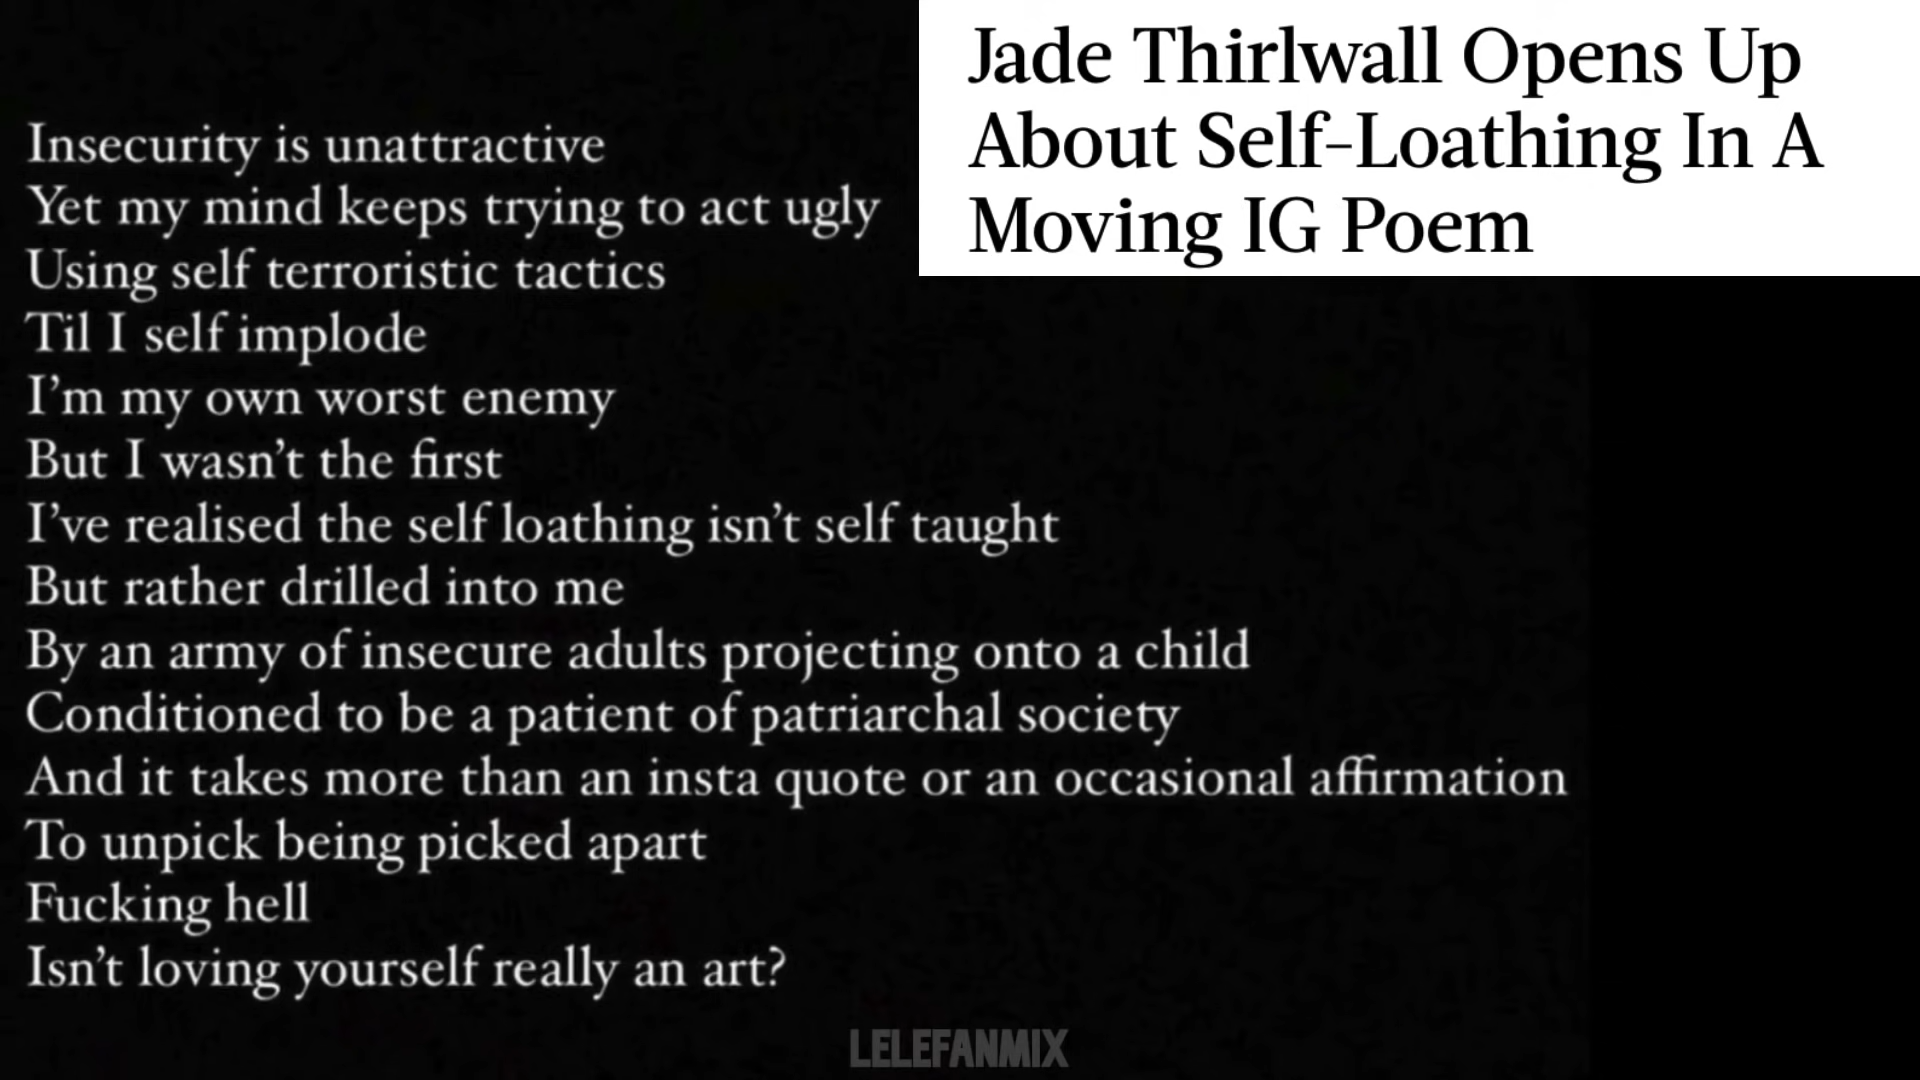 Jade Thirlwall Opens Up
About Self-Loathing In A
Moving IG Poem
Insecurity is unattractive
Yet my mind keeps trying to act ugly
Using self terroristic tactics
Til I self implode
I'm my own worst enemy
But I wasn't the first
I've realised the self loathing isn't self taught
But rather drilled into me
By an army of insecure adults projecting onto a child
Conditioned to be a patient of patriarchal society
And it takes more than an insta quote or an occasional affirmation
To unpick being picked apart
Fucking hell
Isn't loving yourself really an art?
LELEFANMIX